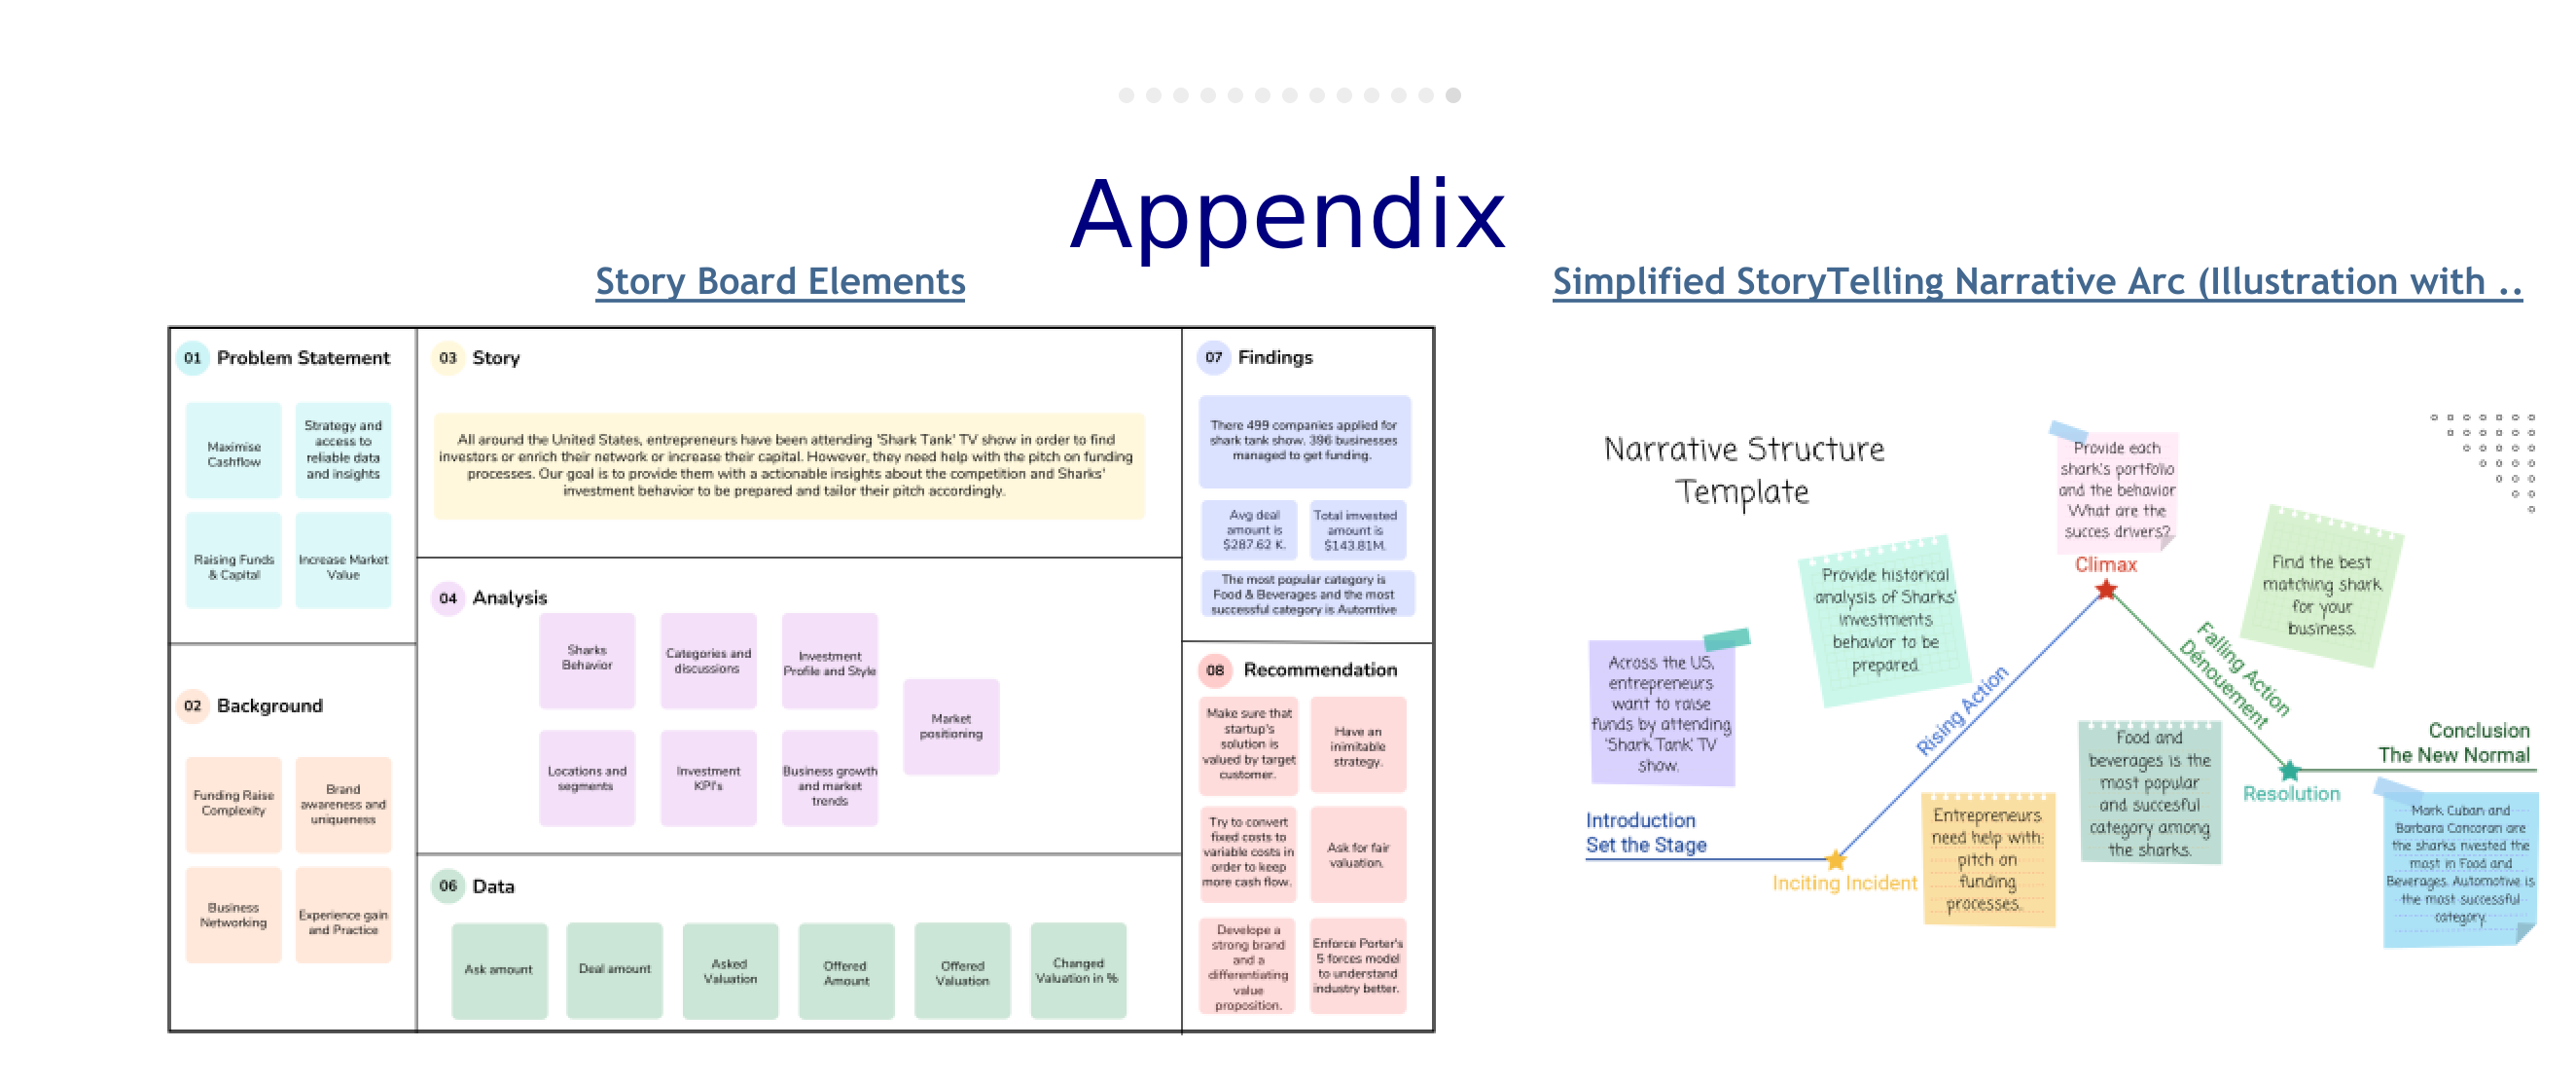 Appendix
Story Board Elements
01 Problem Statement
Maximise
Cashflow
Strategy and
access to
reliable data
and insights
Raising Funds
& Capital
Increase Market
Value
02 Background
Funding Raise
Complexity
Brand
awareness and
uniqueness
Business
Networking
Experience gain
and Practice
03 Story
All around the United States, entrepreneurs have been attending 'Shark Tank' TV show in order to find
investors or enrich their network or increase their capital. However, they need help with the pitch on funding
processes. Our goal is to provide them with a actionable insights about the competition and Sharks'
investment behavior to be prepared and tailor their pitch accordingly.
04 Analysis
Sharks
Behavior
Categories and
discussions
Investment
Profile and Style
Market
positioning
Locations and
segments
Investment
KPI's
Business growth
and market
trends
06 Data
Ask amount
Deal amount
Asked
Valuation
Offered
Amount
Offered
Valuation
Changed
Valuation in %
07 Findings
There 499 companies applied for
shark tank show. 396 businesses
managed to get funding.
Avg deal
amount is
$287.62 K.
Total imvested
amount is
$143.81M.
The most popular category is
Food & Beverages and the most
successful category is Automtive
08 Recommendation
Make sure that
startup's
solution is
valued by target
customer.
Have an
inimitable
strategy.
Try to convert
fixed costs to
variable costs in
order to keep
more cash flow.
Ask for fair
valuation.
Develope a
strong brand
and a
differentiating
value
proposition.
Enforce Porter's
5 forces model
to understand
industry better.
Simplified StoryTelling Narrative Arc (Illustration with ..
Narrative Structure
Template
Across the US,
entrepreneurs
want to raise
funds by attending
'Shark Tank' TV
show.
Introduction
Set the Stage
Inciting Incident
Entrepreneurs
need help with:
pitch on
funding
processes.
Provide historical
analysis of Sharks'
investments
behavior to be
prepared.
Rising Action
Provide each
shark's portfolio
and the behavior
What are the
succes drivers?
Climax
Falling Action
Dénouement
Find the best
matching shark
for your
business.
Food and
beverages is the
most popular
and succesful
category among
the sharks.
Resolution
Conclusion
The New Normal
Mark Cuban and
Barbara Corcoran are
the sharks nvested the
most in Food and
Beverages. Automotive is
the most successful
category.